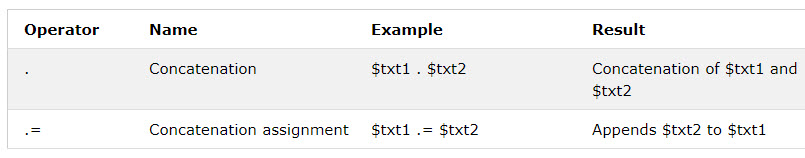 Operator Name Example Result
. Concatenation $txt1 . $txt2 Concatenation of $txt1 and
$txt2
.= Concatenation assignment $txt1 .= $txt2 Appends $txt2 to $txt1